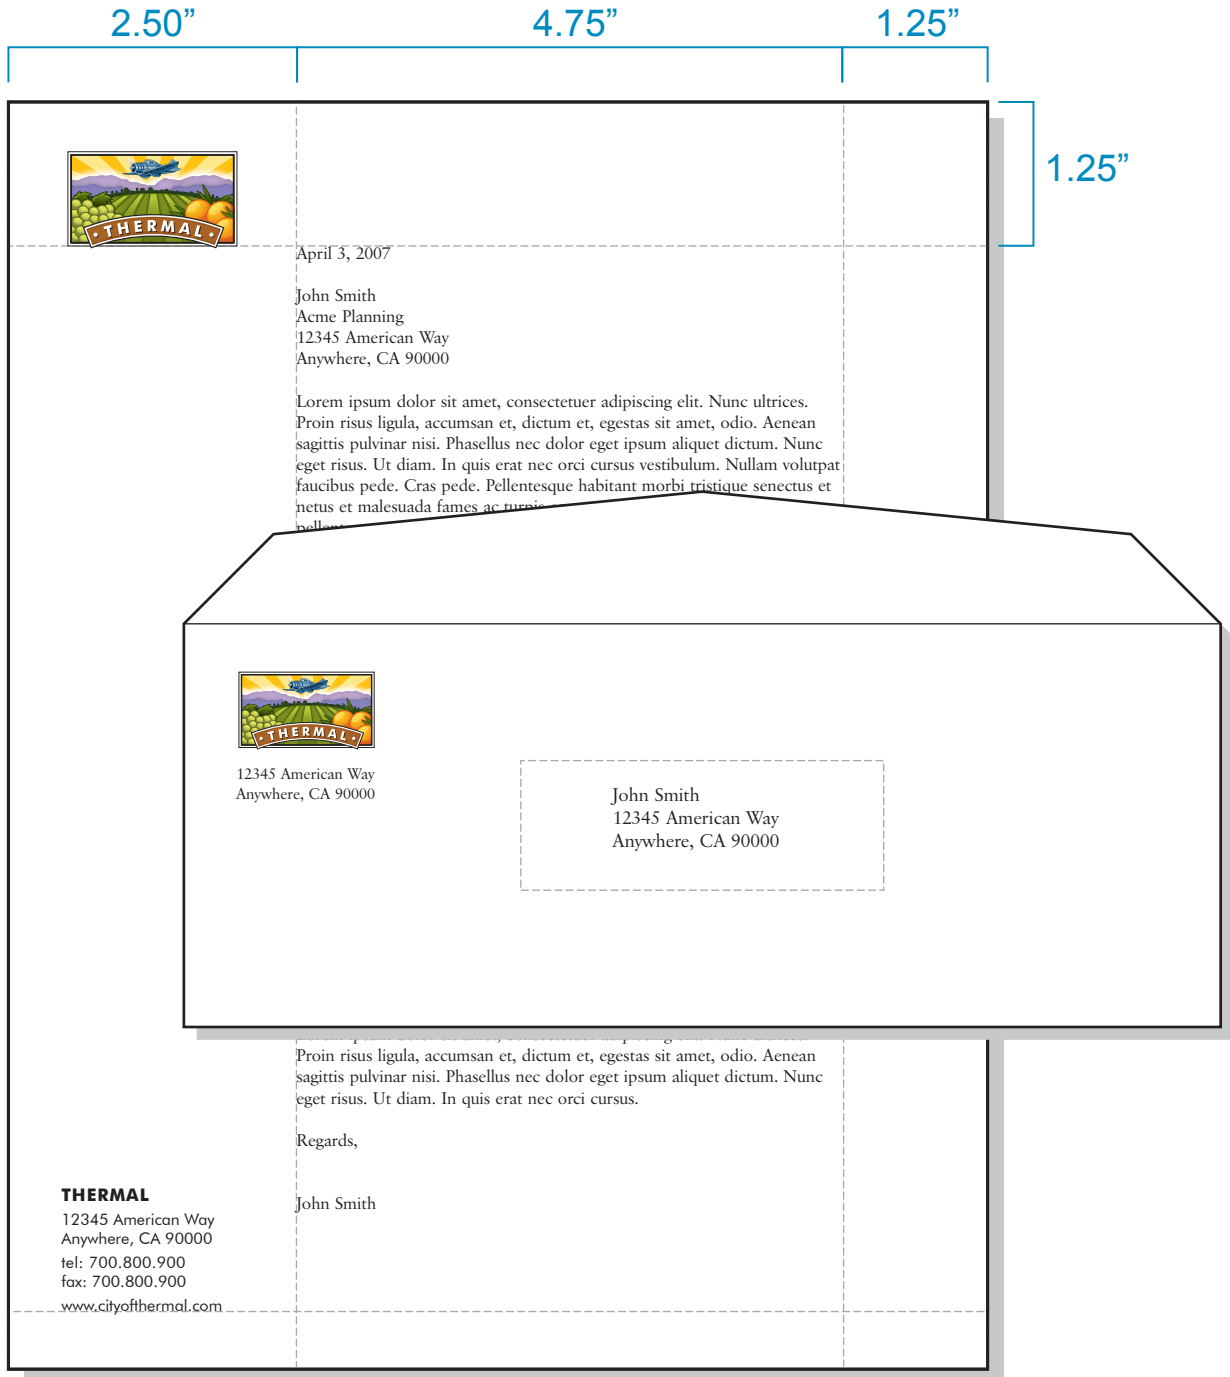 2.50”
4.75”
1.25”
1.25”
· THERMAL ·
April 3, 2007
John Smith
Acme Planning
12345 American Way
Anywhere, CA 90000
Lorem ipsum dolor sit amet, consectetuer adipiscing elit. Nunc ultrices.
Proin risus ligula, accumsan et, dictum et, egestas sit amet, odio. Aenean
sagittis pulvinar nisi. Phasellus nec dolor eget ipsum aliquet dictum. Nunc
eget risus. Ut diam. In quis erat nec orci cursus vestibulum. Nullam volutpat
faucibus pede. Cras pede. Pellentesque habitant morbi tristique senectus et
netus et malesuada fames ac turpis
· THERMAL ·
12345 American Way
Anywhere, CA 90000
John Smith
12345 American Way
Anywhere, CA 90000
Proin risus ligula, accumsan et, dictum et, egestas sit amet, odio. Aenean
sagittis pulvinar nisi. Phasellus nec dolor eget ipsum aliquet dictum. Nunc
eget risus. Ut diam. In quis erat nec orci cursus.
Regards,
John Smith
THERMAL
12345 American Way
Anywhere, CA 90000
tel: 700.800.900
fax: 700.800.900
www.cityofthermal.com